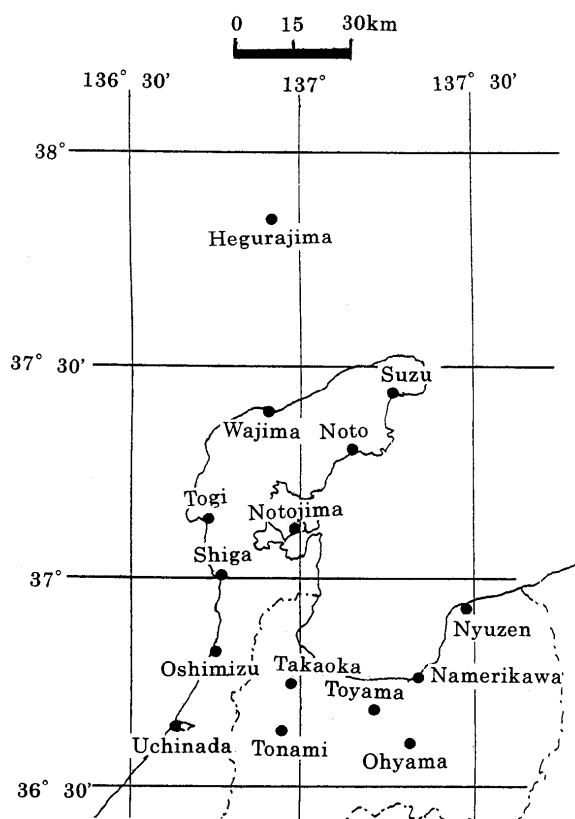 0 15 30km
136° 30′ 137° 137° 30′
38°
Hegurajima
37° 30′
Suzu
Wajima Noto
Togi
Notojima
Shiga
37°
Nyuzen
Oshimizu
Takaoka
Namerikawa
Toyama
Uchinada
Tonami
Ohyama
36° 30′